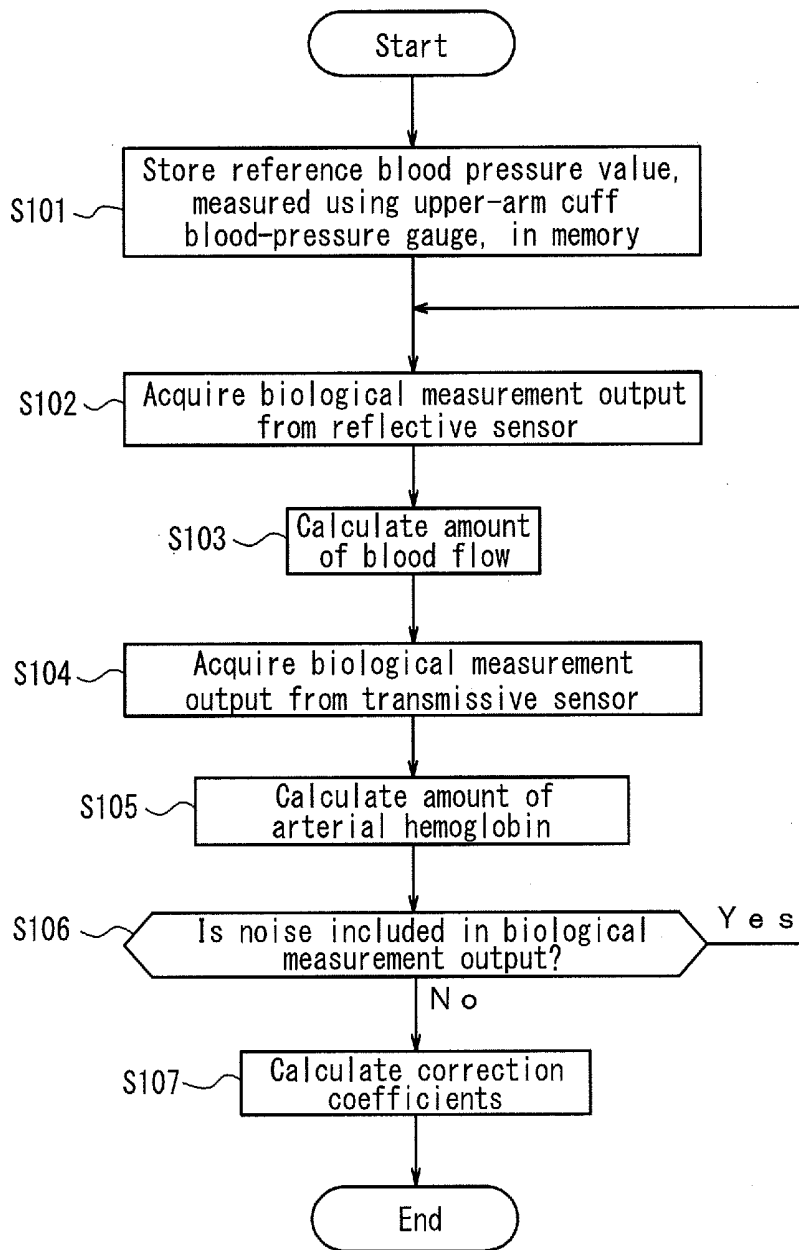 Start
S101
Store reference blood pressure value,
measured using upper-arm cuff
blood-pressure gauge, in memory
S102
Acquire biological measurement output
from reflective sensor
S103
Calculate amount
of blood flow
S104
Acquire biological measurement
output from transmissive sensor
S105
Calculate amount of
arterial hemoglobin
S106
Is noise included in biological
measurement output?
Yes
No
S107
Calculate correction
coefficients
End